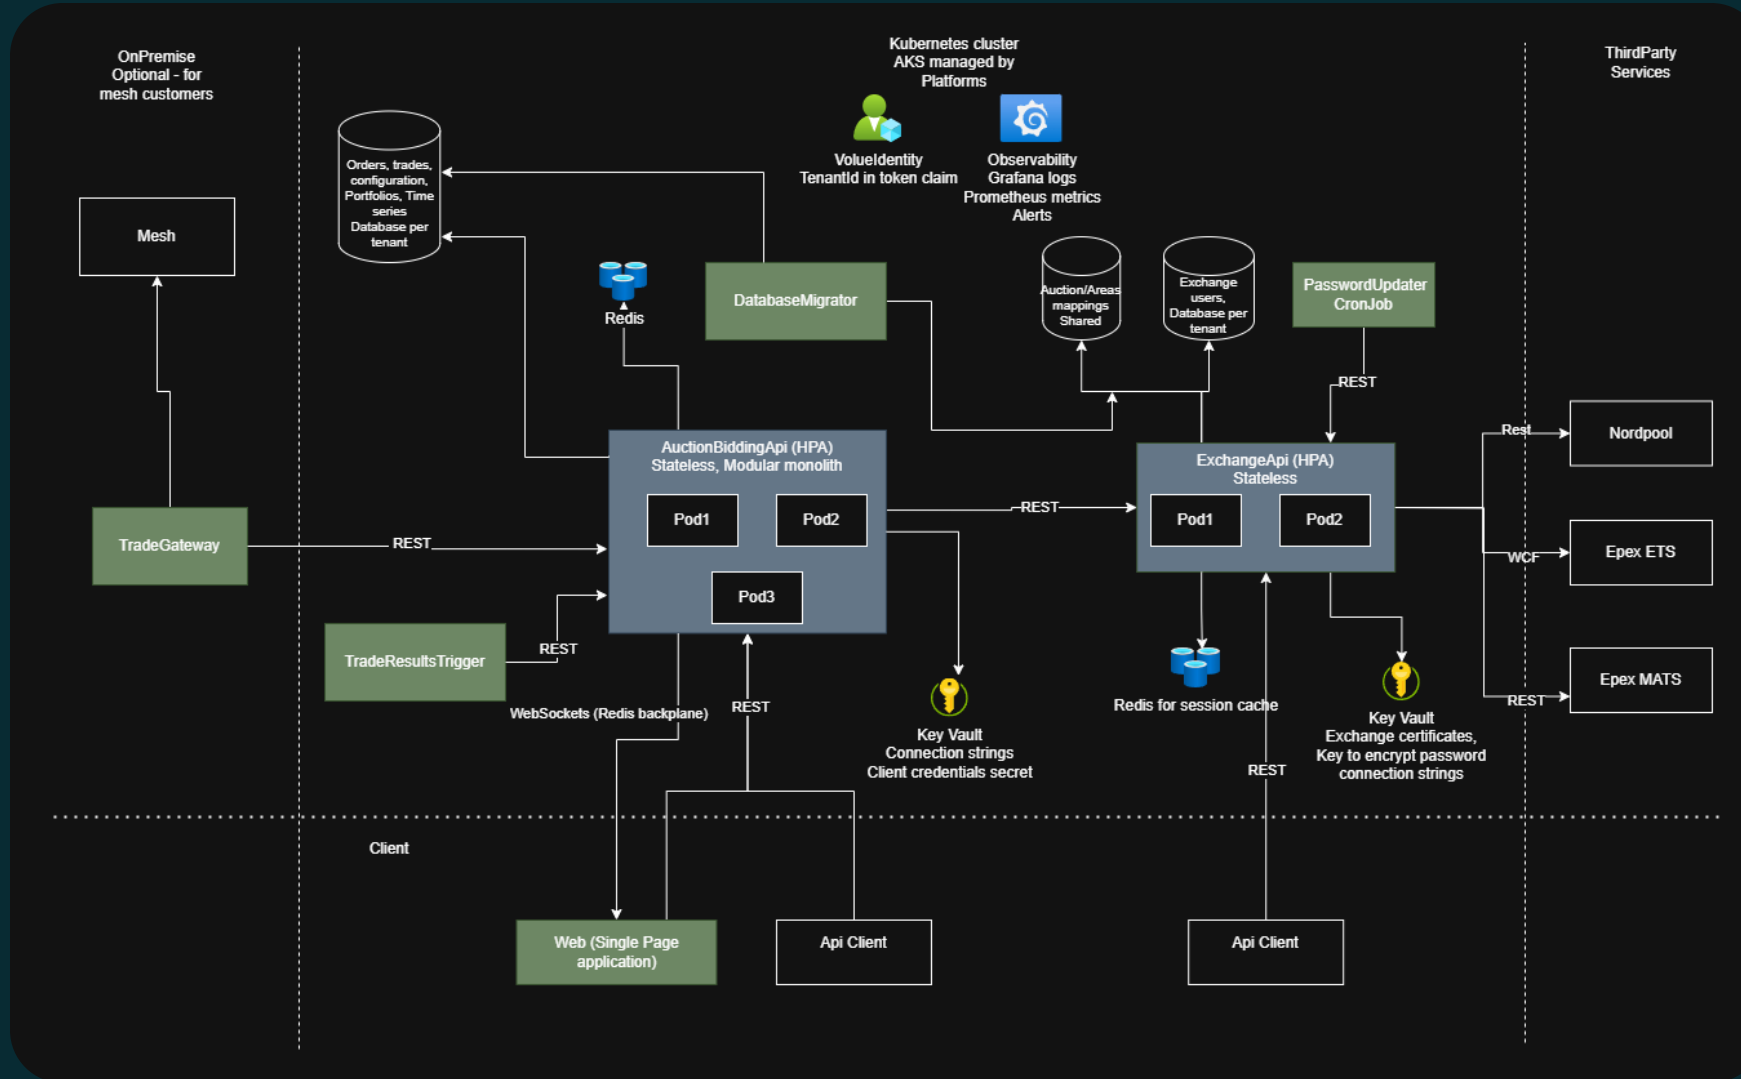 OnPremise
Optional - for
mesh customers
Kubernetes cluster
AKS managed by
Platforms
ThirdParty
Services
VolueIdentity
TenantId in token claim
Observability
Grafana logs
Prometheus metrics
Alerts
Orders, trades,
configuration,
Portfolios, Time
series
Database per
tenant
Mesh
Redis
DatabaseMigrator
Auction/Areas
mappings
Shared
Exchange
users,
Database per
tenant
PasswordUpdater
CronJob
REST
AuctionBiddingApi (HPA)
Stateless, Modular monolith
Pod1
Pod2
Pod3
REST
ExchangeApi (HPA)
Stateless
Pod1
Pod2
Rest
Nordpool
WCF
Epex ETS
REST
Epex MATS
TradeGateway
REST
TradeResultsTrigger
REST
WebSockets (Redis backplane)
REST
Key Vault
Connection strings
Client credentials secret
Redis for session cache
Key Vault
Exchange certificates,
Key to encrypt password
connection strings
REST
Client
Web (Single Page
application)
Api Client
Api Client